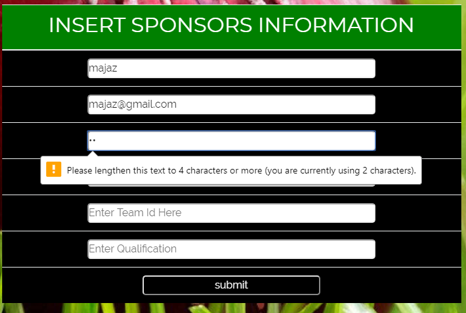 INSERT SPONSORS INFORMATION
majaz
majaz@gmail.com
••
Please lengthen this text to 4 characters or more (you are currently using 2 characters).
Enter Team Id Here
Enter Qualification
submit